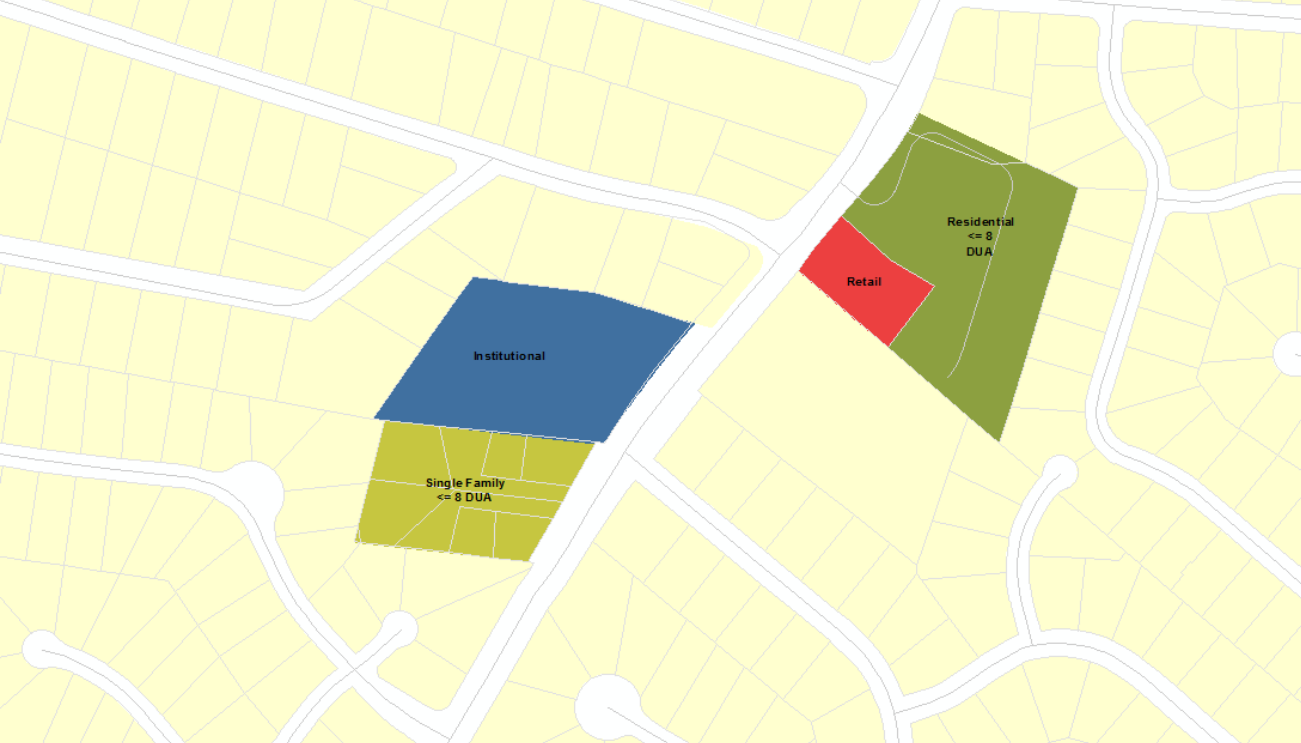 Residential
<= 8
DUA
Retail
Institutional
Single Family
<= 8 DUA